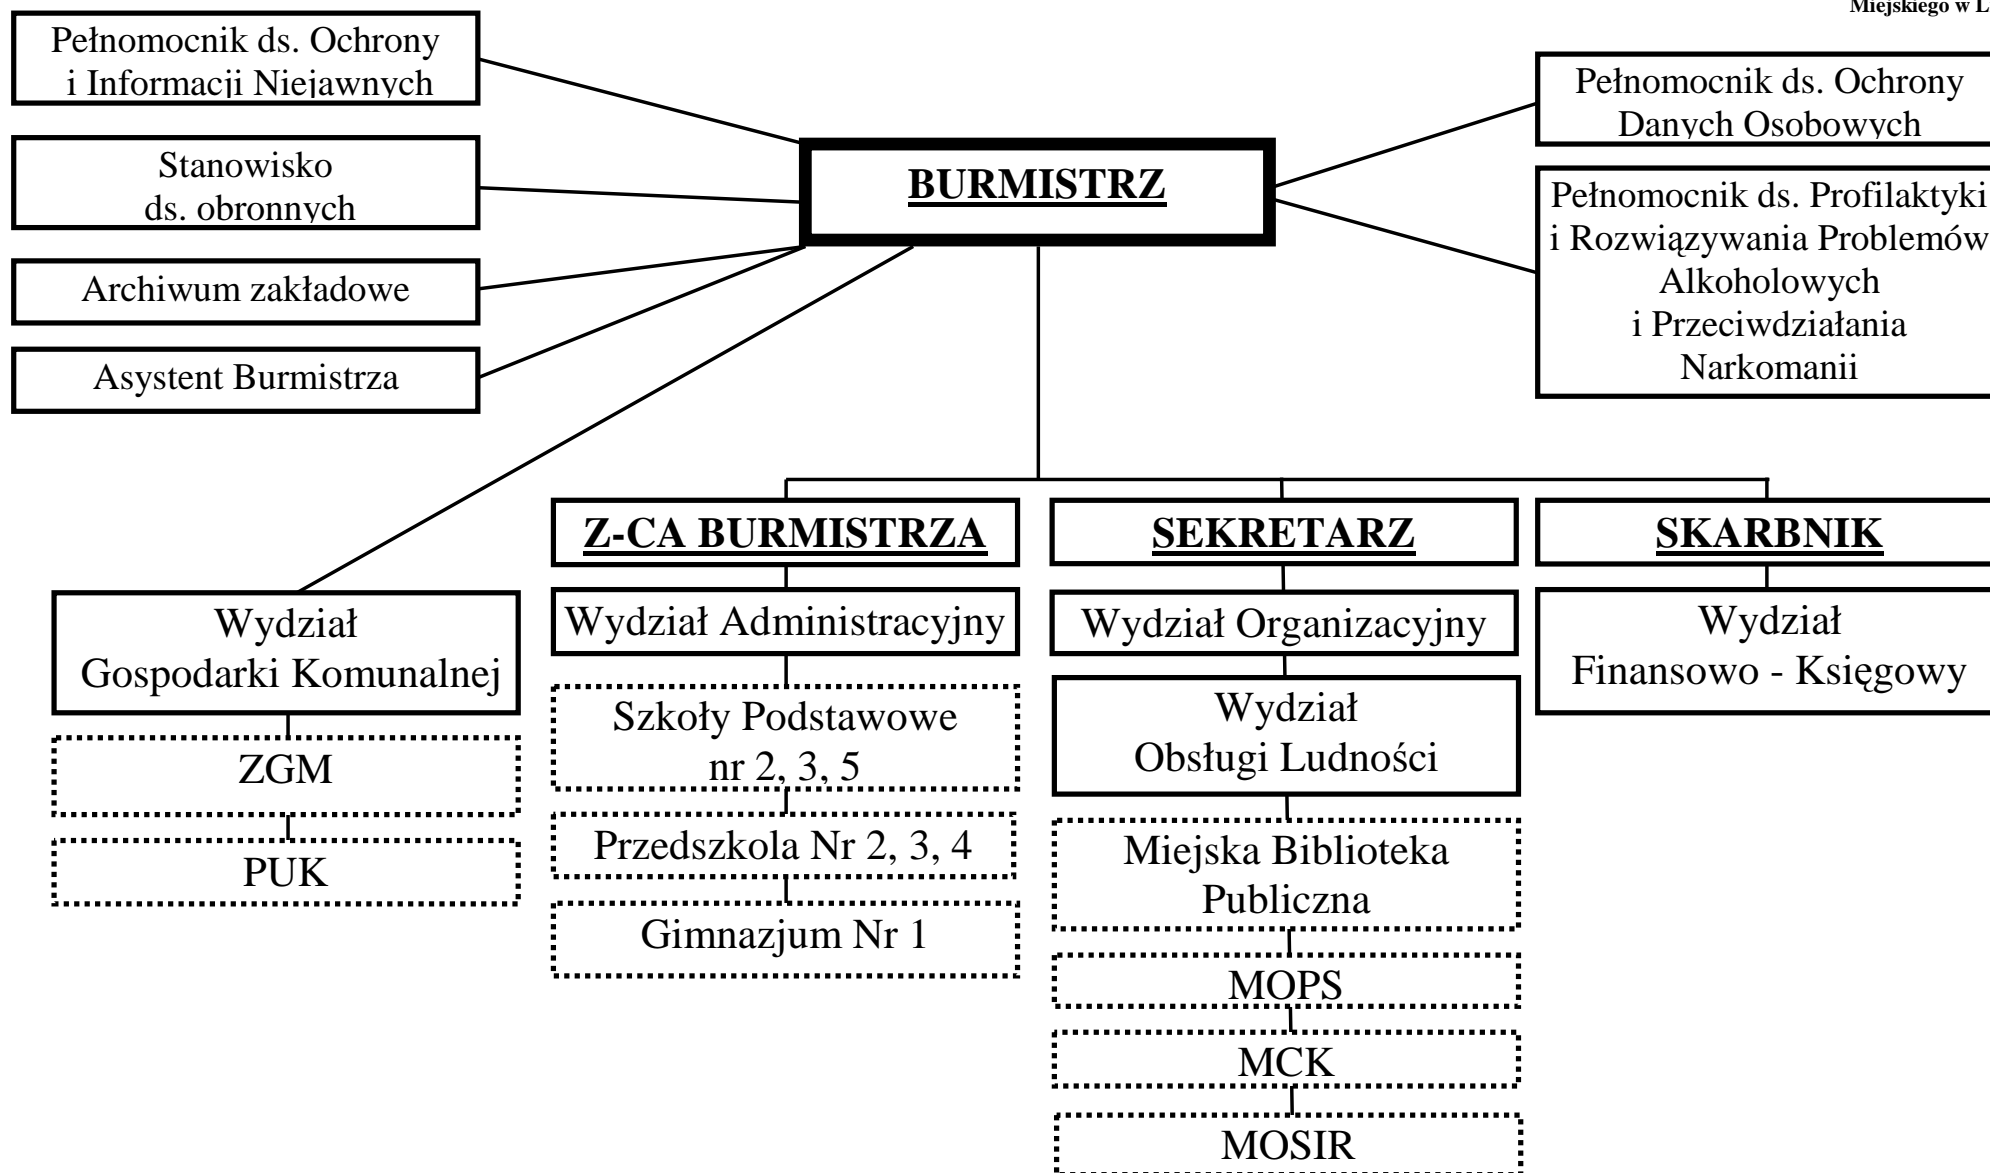 Miejskiego w L
Pełnomocnik ds. Ochrony
i Informacji Niejawnych
Stanowisko
ds. obronnych
Archiwum zakładowe
Asystent Burmistrza
BURMISTRZ
Pełnomocnik ds. Ochrony
Danych Osobowych
Pełnomocnik ds. Profilaktyki
i Rozwiązywania Problemów
Alkoholowych
i Przeciwdziałania
Narkomanii
Wydział
Gospodarki Komunalnej
ZGM
PUK
Z-CA BURMISTRZA
Wydział Administracyjny
Szkoły Podstawowe
nr 2, 3, 5
Przedszkola Nr 2, 3, 4
Gimnazjum Nr 1
SEKRETARZ
Wydział Organizacyjny
Wydział
Obsługi Ludności
Miejska Biblioteka
Publiczna
MOPS
MCK
MOSIR
SKARBNIK
Wydział
Finansowo - Księgowy